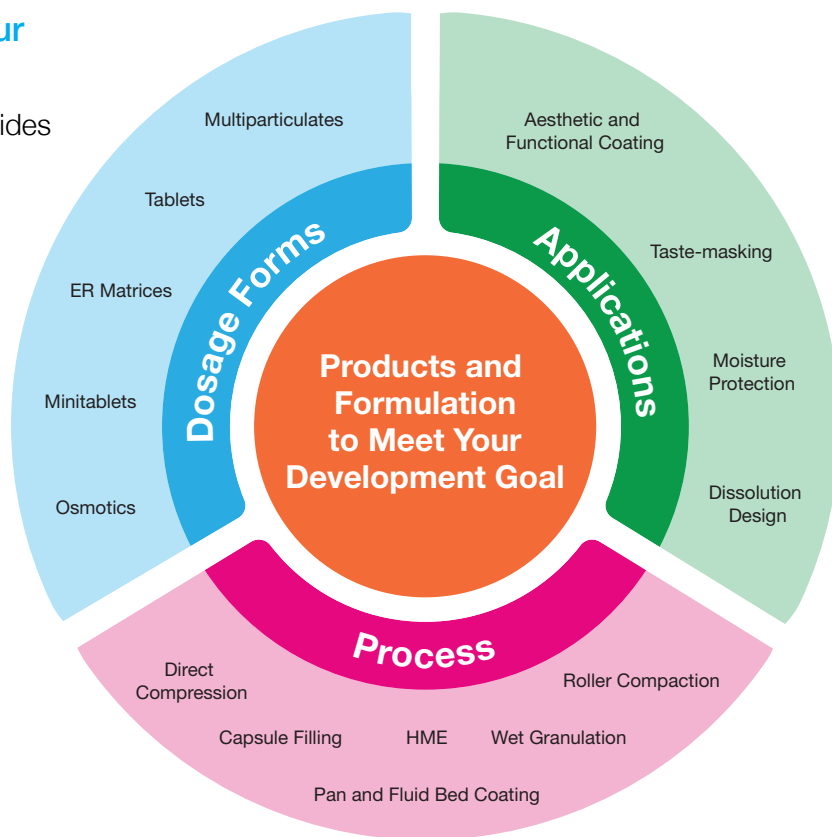 ur
ides
Multiparticulates
Tablets
ER Matrices
Minitablets
Osmotics
Dosage Forms
Aesthetic and
Functional Coating
Taste-masking
Moisture
Protection
Dissolution
Design
Applications
Products and
Formulation
to Meet Your
Development Goal
Process
Direct
Compression
Roller Compaction
Capsule Filling
HME
Wet Granulation
Pan and Fluid Bed Coating